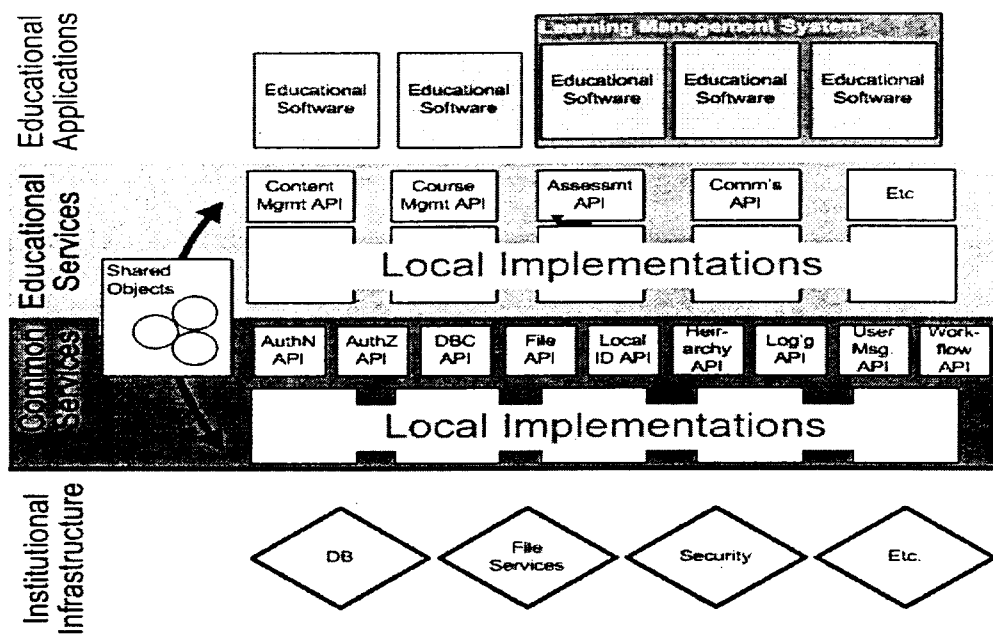 Educational
Applications
Learning Management System
Educational
Software
Educational
Software
Educational
Software
Educational
Software
Educational
Software
Educational
Services
Content
Mgmt API
Course
Mgmt API
Assessmt
API
Comm's
API
Etc
Local Implementations
Shared
Objects
Common
Services
AuthN
API
AuthZ
API
DBC
API
File
API
Local
ID API
Heirarchy
API
Log'g
API
User
Msg.
API
Work-
flow
API
Local Implementations
Institutional
Infrastructure
DB
File
Services
Security
Etc.